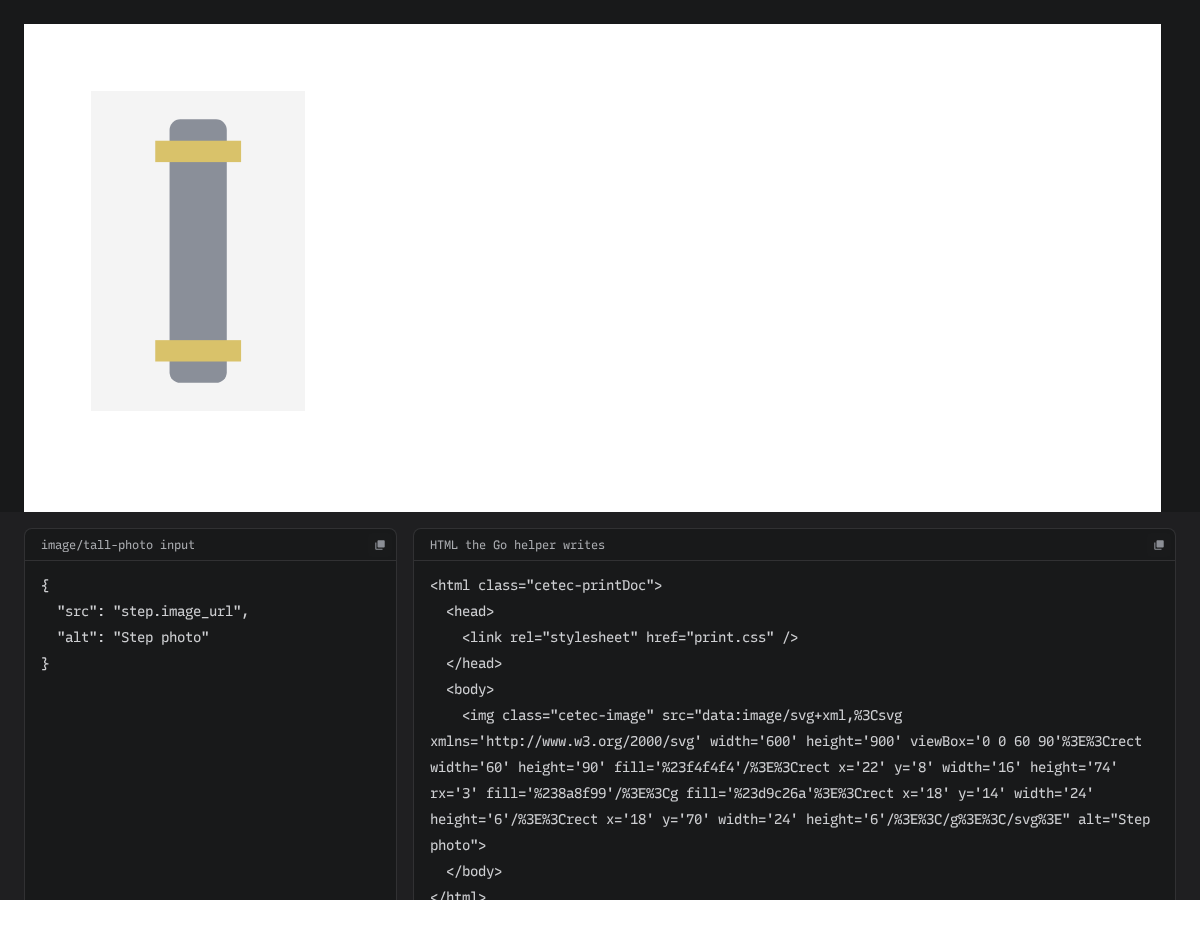 image/tall-photo input
{
  "src": "step.image_url",
  "alt": "Step photo"
}
HTML the Go helper writes
<html class="cetec-printDoc">
  <head>
    <link rel="stylesheet" href="print.css" />
  </head>
  <body>
    <img class="cetec-image" src="data:image/svg+xml,%3Csvg
xmlns='http://www.w3.org/2000/svg' width='600' height='900' viewBox='0 0 60 90'%3E%3Crect
width='60' height='90' fill='%23f4f4f4'/%3E%3Crect x='22' y='8' width='16' height='74'
rx='3' fill='%238a8f99'/%3E%3Cg fill='%23d9c26a'%3E%3Crect x='18' y='14' width='24'
height='6'/%3E%3Crect x='18' y='70' width='24' height='6'/%3E%3C/g%3E%3C/svg%3E" alt="Step
photo">
  </body>
</html>